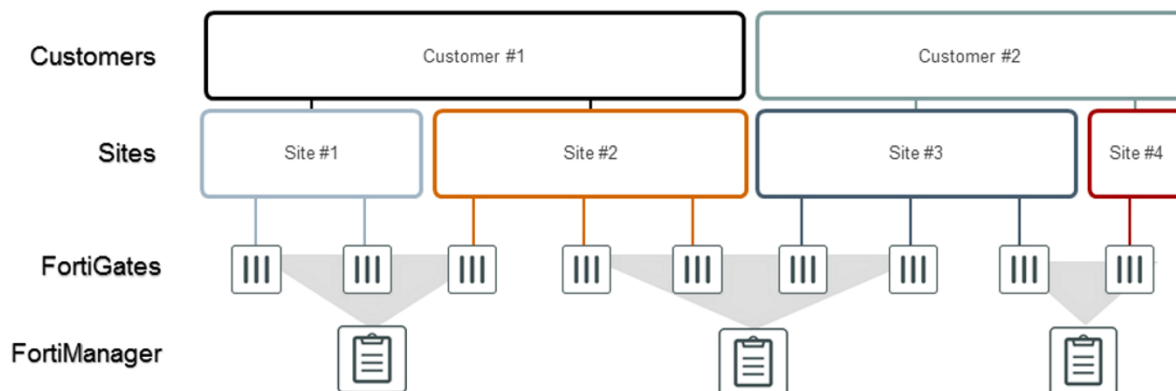 Customers
Customer #1
Customer #2
Sites
Site #1
Site #2
Site #3
Site #4
FortiGates
FortiManager